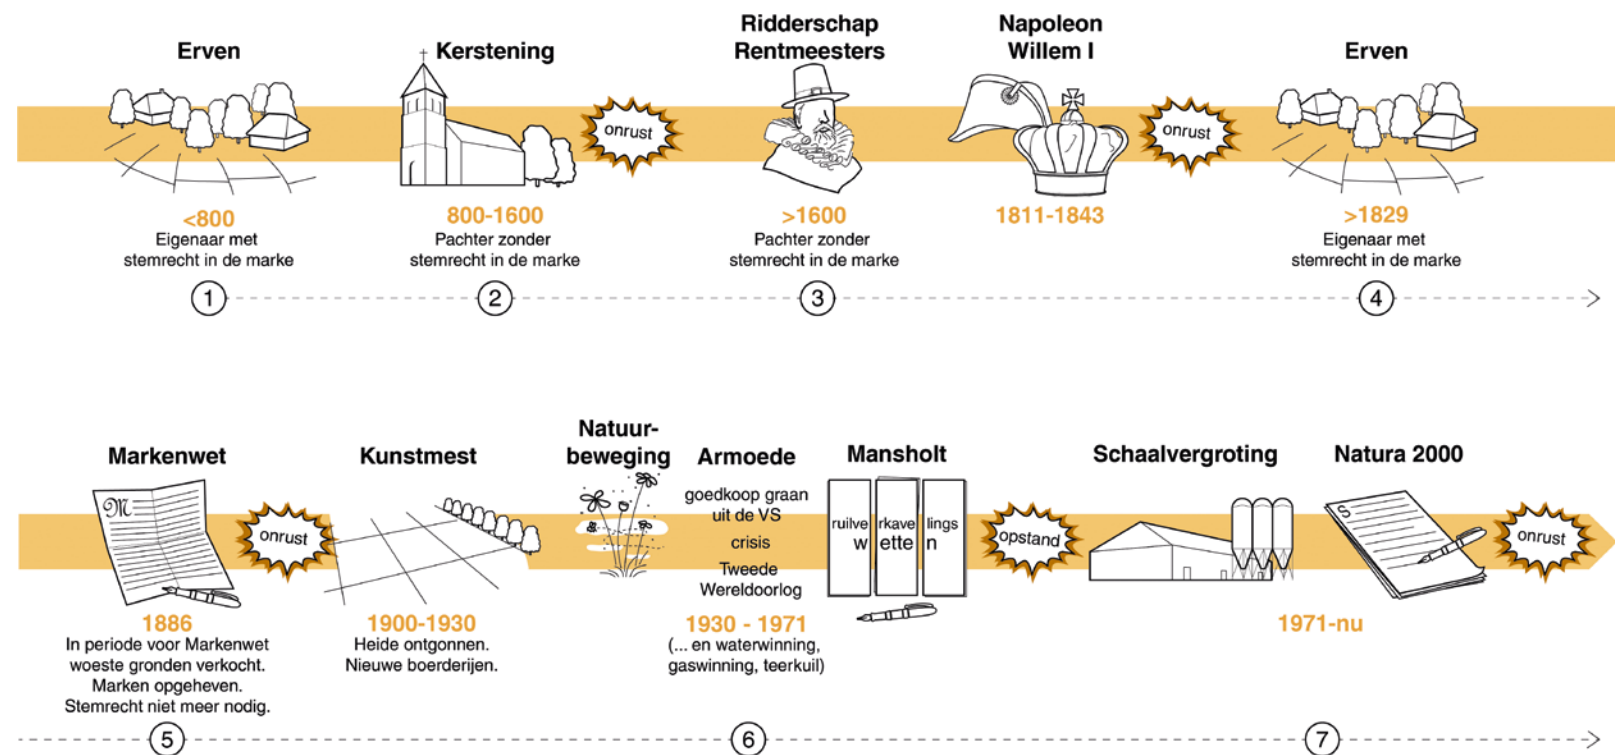 Erven
<800
Eigenaar met
stemrecht in de marke
1
Kerstening
800-1600
Pachter zonder
stemrecht in de marke
2
onrust
Ridderschap
Rentmeesters
>1600
Pachter zonder
stemrecht in de marke
3
Napoleon
Willem I
1811-1843
onrust
Erven
>1829
Eigenaar met
stemrecht in de marke
4
Markenwet
M
1886
In periode voor Markenwet
woeste gronden verkocht.
Marken opgeheven.
Stemrecht niet meer nodig.
5
onrust
Kunstmest
1900-1930
Heide ontgonnen.
Nieuwe boerderijen.
Natuur-
beweging
Armoede
goedkoop graan
uit de VS
crisis
Tweede
Wereldoorlog
1930 - 1971
(... en waterwinning,
gaswinning, teerkuil)
6
Mansholt
ruilve rkave lings
w ette n
opstand
Schaalvergroting
Natura 2000
S
1971-nu
7
onrust